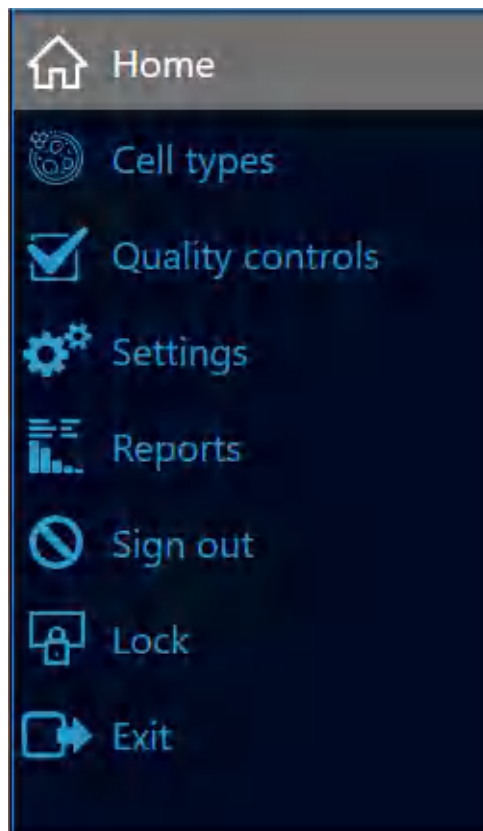 Home
Cell types
Quality controls
Settings
Reports
Sign out
Lock
Exit